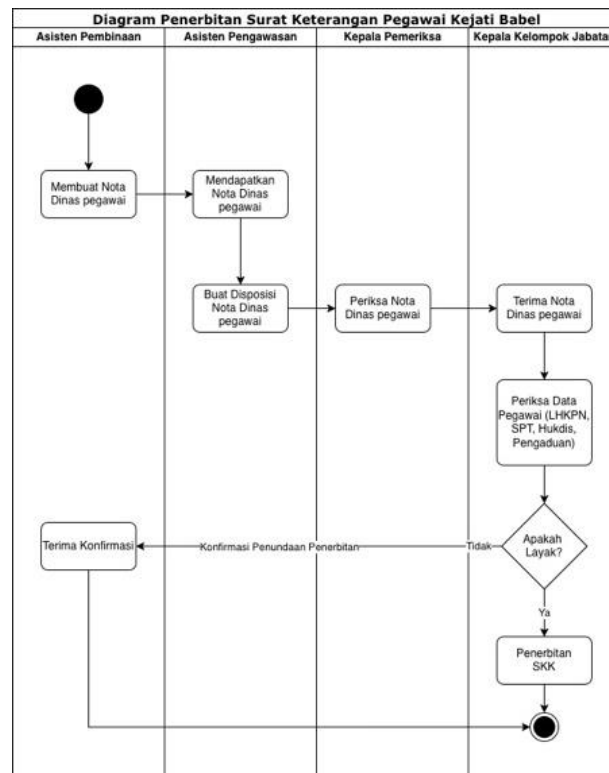 Diagram Penerbitan Surat Keterangan Pegawai Kejati Babel
Asisten Pembinaan
Asisten Pengawasan
Kepala Pemeriksa
Kepala Kelompok Jabatan
Membuat Nota
Dinas pegawai
Mendapatkan
Nota Dinas
pegawai
Buat Disposisi
Nota Dinas
pegawai
Periksa Nota
Dinas pegawai
Terima Nota
Dinas pegawai
Periksa Data
Pegawai (LHKPN,
SPT, Hukdis,
Pengaduan)
Apakah
Layak?
Tidak
Konfirmasi Penundaan Penerbitan
Terima Konfirmasi
Ya
Penerbitan
SKK